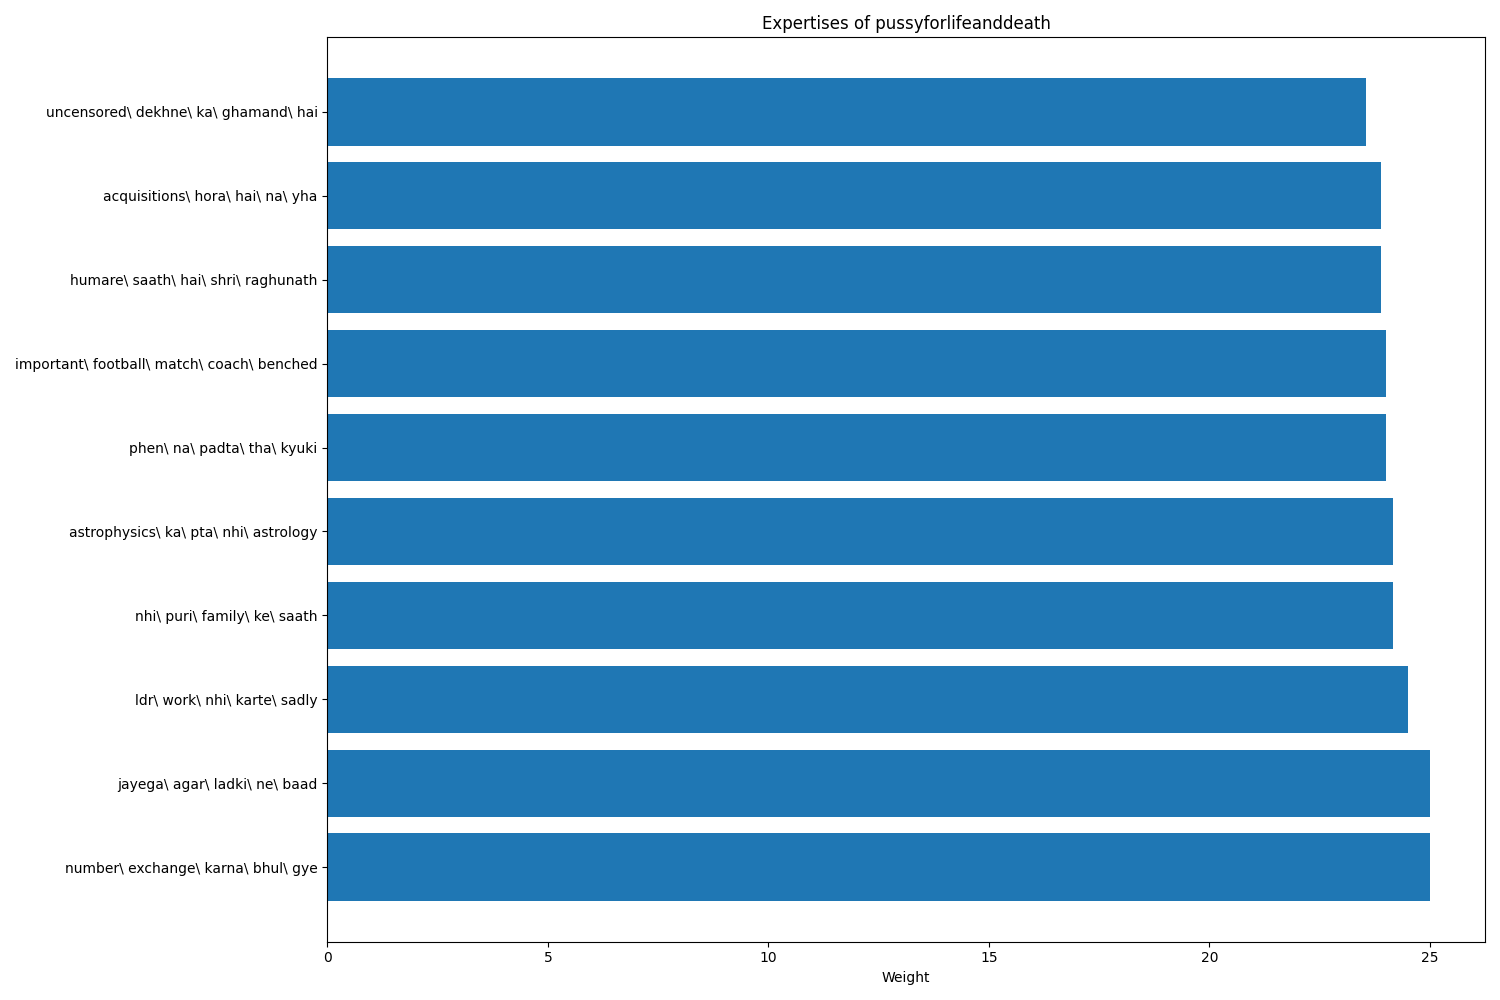 Expertises of pussyforlifeanddeath
uncensored\ dekhne\ ka\ ghamand\ hai
acquisitions\ hora\ hai\ na\ yha
humare\ saath\ hai\ shri\ raghunath
important\ football\ match\ coach\ benched
phen\ na\ padta\ tha\ kyuki
astrophysics\ ka\ pta\ nhi\ astrology
nhi\ puri\ family\ ke\ saath
ldr\ work\ nhi\ karte\ sadly
jayega\ agar\ ladki\ ne\ baad
number\ exchange\ karna\ bhul\ gye
0 5 10 15 20 25
Weight